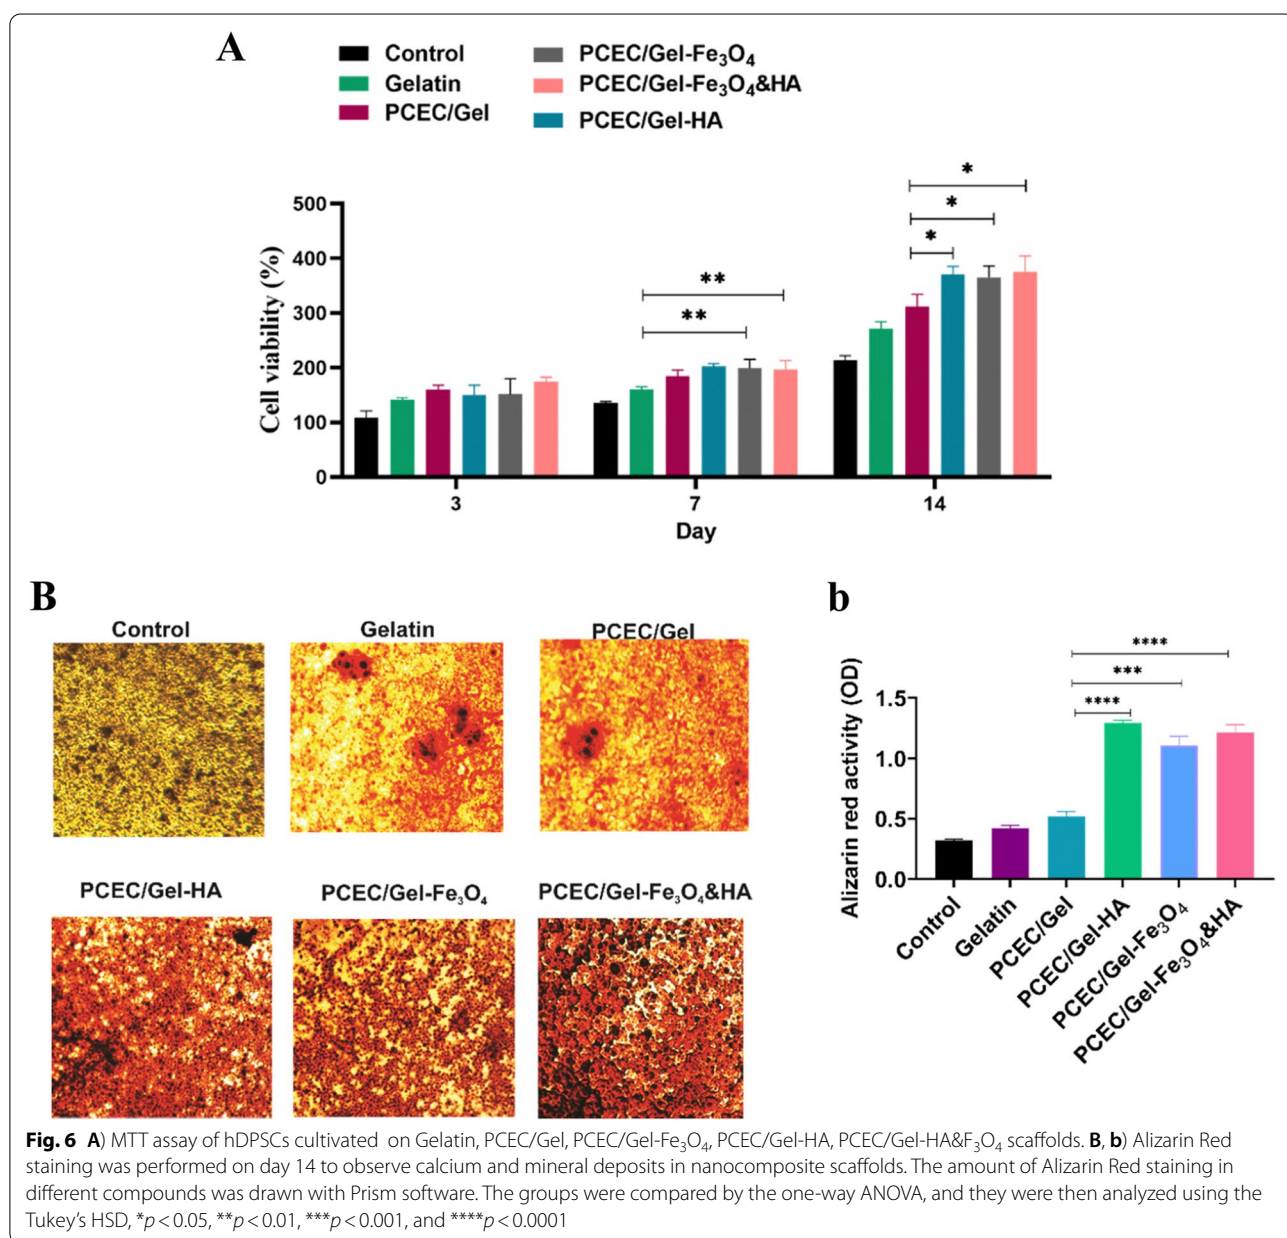 A
Control
Gelatin
PCEC/Gel
PCEC/Gel-Fe₃O₄
PCEC/Gel-Fe₃O₄&HA
PCEC/Gel-HA
*
*
*
**
**
Cell viability (%)
500
400
300
200
100
0
3 7 14
Day
B
Control Gelatin PCEC/Gel
PCEC/Gel-HA PCEC/Gel-Fe₃O₄ PCEC/Gel-Fe₃O₄&HA
b
****
***
****
Alizarin red activity (OD)
1.5
1.0
0.5
0.0
Control
Gelatin
PCEC/Gel
PCEC/Gel-HA
PCEC/Gel-Fe₃O₄
PCEC/Gel-Fe₃O₄&HA
Fig. 6 A) MTT assay of hDPSCs cultivated on Gelatin, PCEC/Gel, PCEC/Gel-Fe₃O₄, PCEC/Gel-HA, PCEC/Gel-HA&F₃O₄ scaffolds. B, b) Alizarin Red
staining was performed on day 14 to observe calcium and mineral deposits in nanocomposite scaffolds. The amount of Alizarin Red staining in
different compounds was drawn with Prism software. The groups were compared by the one-way ANOVA, and they were then analyzed using the
Tukey's HSD, *p < 0.05, **p < 0.01, ***p < 0.001, and ****p < 0.0001